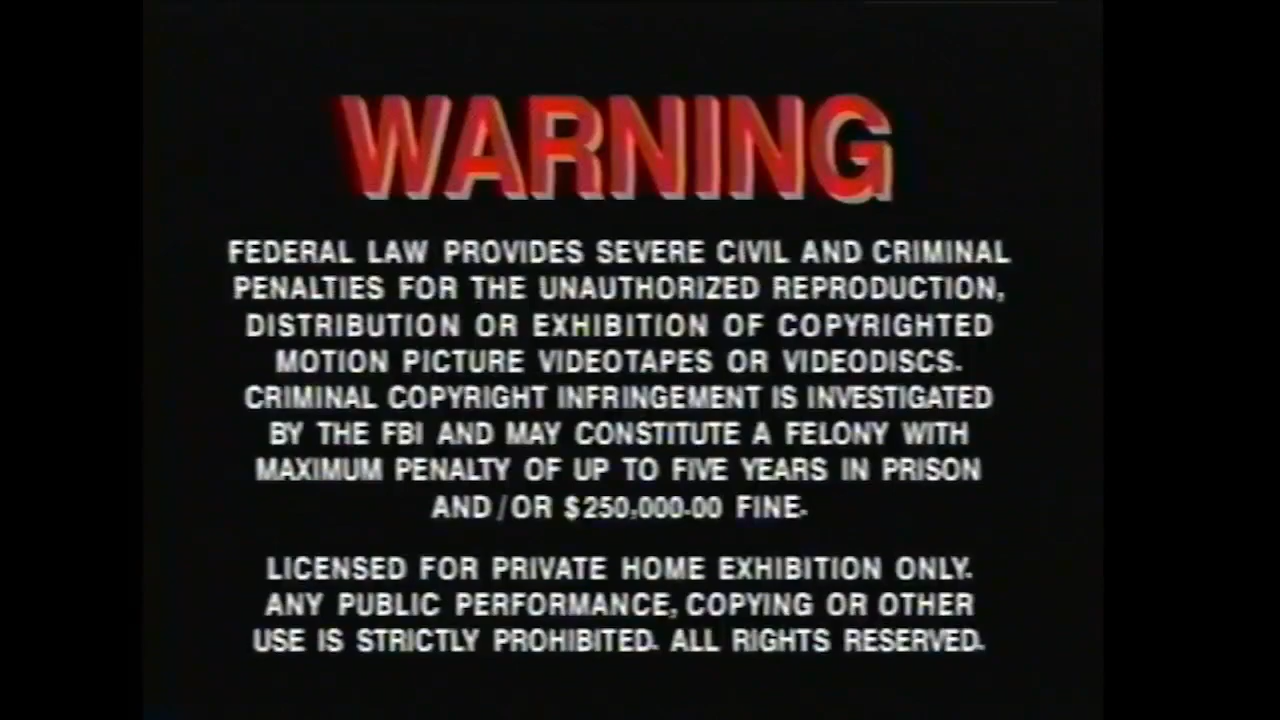 WARNING
FEDERAL LAW PROVIDES SEVERE CIVIL AND CRIMINAL
PENALTIES FOR THE UNAUTHORIZED REPRODUCTION,
DISTRIBUTION OR EXHIBITION OF COPYRIGHTED
MOTION PICTURE VIDEOTAPES OR VIDEODISCS.
CRIMINAL COPYRIGHT INFRINGEMENT IS INVESTIGATED
BY THE FBI AND MAY CONSTITUTE A FELONY WITH
MAXIMUM PENALTY OF UP TO FIVE YEARS IN PRISON
AND/OR $250,000.00 FINE.
LICENSED FOR PRIVATE HOME EXHIBITION ONLY.
ANY PUBLIC PERFORMANCE, COPYING OR OTHER
USE IS STRICTLY PROHIBITED. ALL RIGHTS RESERVED.